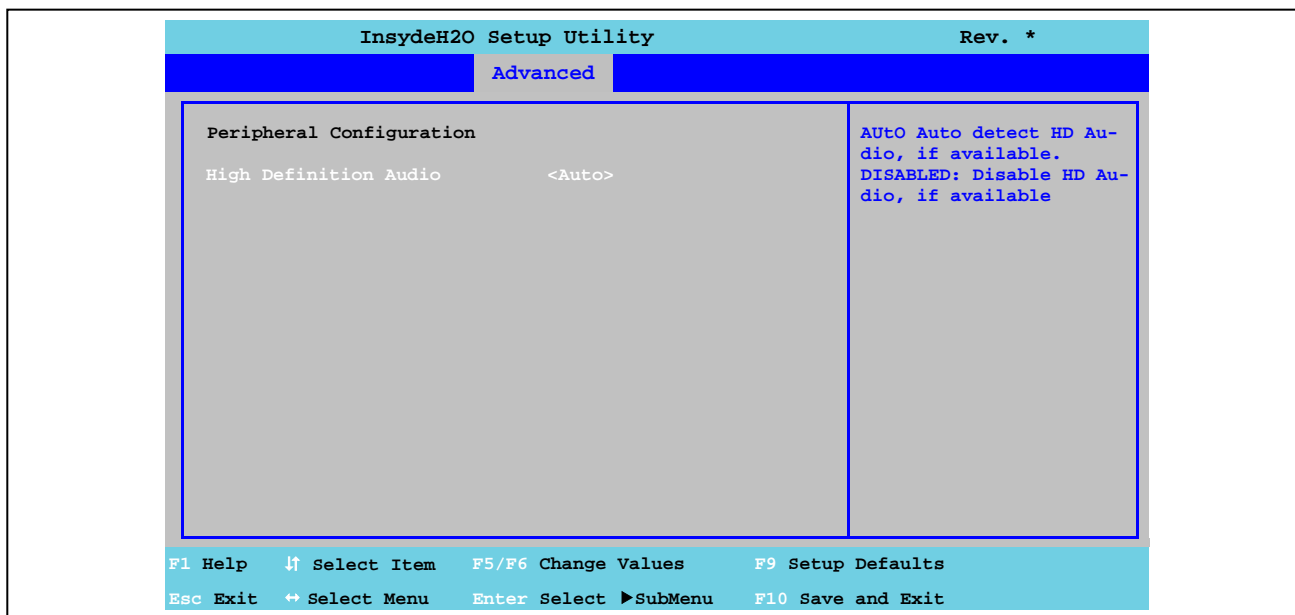 InsydeH2O Setup Utility Rev. *
Advanced
Peripheral Configuration
High Definition Audio <Auto>
AUtO Auto detect HD Au-
dio, if available.
DISABLED: Disable HD Au-
dio, if available
F1 Help ↓↑ Select Item F5/F6 Change Values F9 Setup Defaults
Esc Exit ↔ Select Menu Enter Select ▶SubMenu F10 Save and Exit